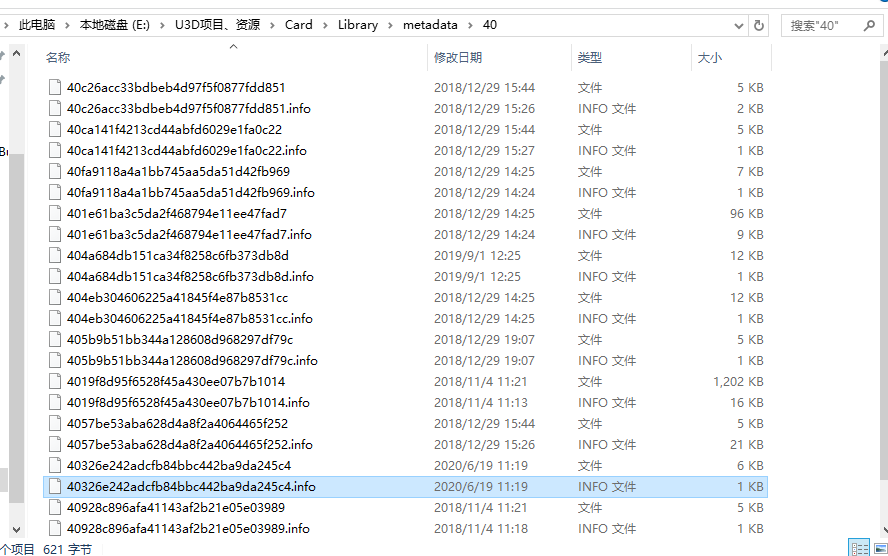 此电脑 本地磁盘 (E:) U3D项目、资源 Card Library metadata 40 搜索"40"
名称 修改日期 类型 大小
40c26acc33bdbeb4d97f5f0877fdd851 2018/12/29 15:44 文件 5 KB
40c26acc33bdbeb4d97f5f0877fdd851.info 2018/12/29 15:26 INFO 文件 2 KB
40ca141f4213cd44abfd6029e1fa0c22 2018/12/29 15:44 文件 5 KB
40ca141f4213cd44abfd6029e1fa0c22.info 2018/12/29 15:27 INFO 文件 1 KB
40fa9118a4a1bb745aa5da51d42fb969 2018/12/29 14:25 文件 7 KB
40fa9118a4a1bb745aa5da51d42fb969.info 2018/12/29 14:24 INFO 文件 1 KB
401e61ba3c5da2f468794e11ee47fad7 2018/12/29 14:25 文件 96 KB
401e61ba3c5da2f468794e11ee47fad7.info 2018/12/29 14:24 INFO 文件 9 KB
404a684db151ca34f8258c6fb373db8d 2019/9/1 12:25 文件 12 KB
404a684db151ca34f8258c6fb373db8d.info 2019/9/1 12:25 INFO 文件 1 KB
404eb304606225a41845f4e87b8531cc 2018/12/29 14:25 文件 12 KB
404eb304606225a41845f4e87b8531cc.info 2018/12/29 14:25 INFO 文件 1 KB
405b9b51bb344a128608d968297df79c 2018/12/29 19:07 文件 5 KB
405b9b51bb344a128608d968297df79c.info 2018/12/29 19:07 INFO 文件 1 KB
4019f8d95f6528f45a430ee07b7b1014 2018/11/4 11:21 文件 1,202 KB
4019f8d95f6528f45a430ee07b7b1014.info 2018/11/4 11:13 INFO 文件 16 KB
4057be53aba628d4a8f2a4064465f252 2018/12/29 15:44 文件 5 KB
4057be53aba628d4a8f2a4064465f252.info 2018/12/29 15:26 INFO 文件 21 KB
40326e242adcfb84bbc442ba9da245c4 2020/6/19 11:19 文件 6 KB
40326e242adcfb84bbc442ba9da245c4.info 2020/6/19 11:19 INFO 文件 1 KB
40928c896afa41143af2b21e05e03989 2018/11/4 11:21 文件 5 KB
40928c896afa41143af2b21e05e03989.info 2018/11/4 11:18 INFO 文件 1 KB
个项目 621 字节